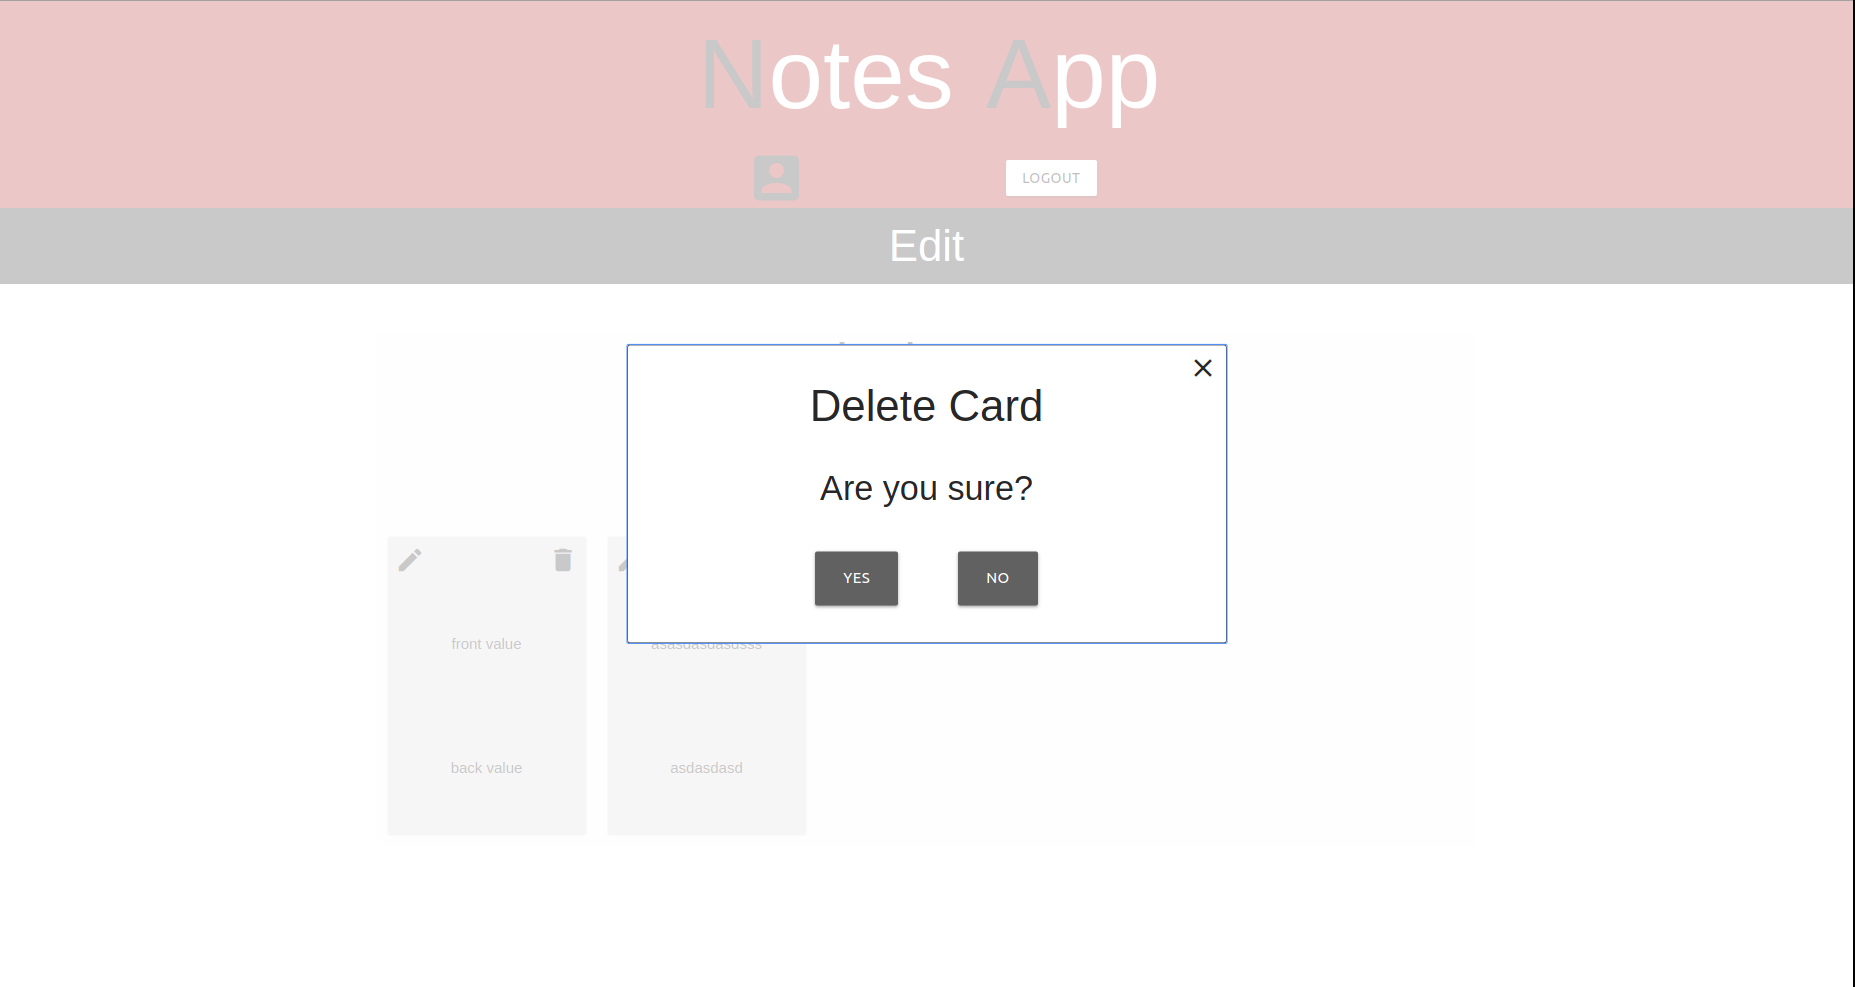 Notes App
LOGOUT
Edit
Delete Card
Are you sure?
YES
NO
front value
asasdasdasdsss
back value
asdasdasd